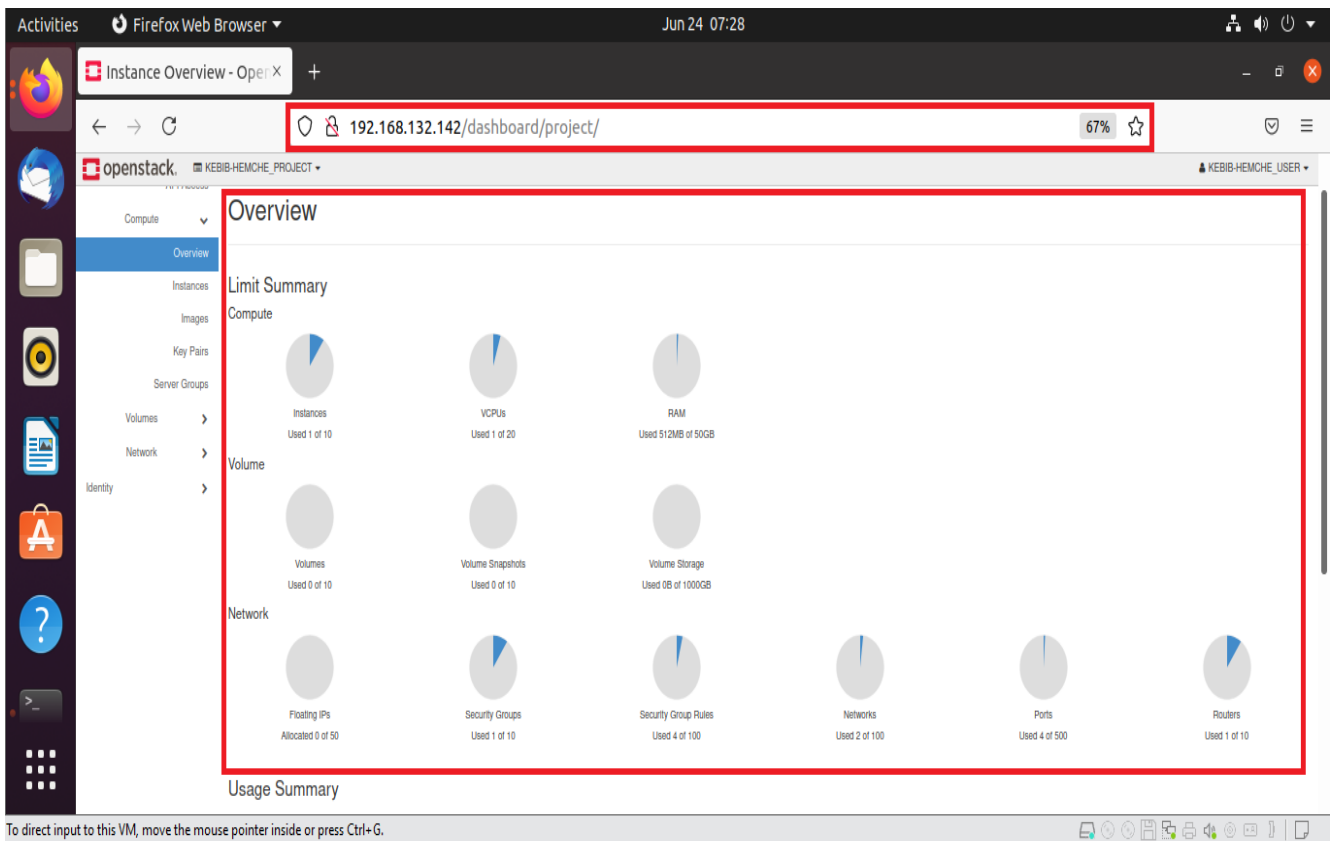 Activities Firefox Web Browser Jun 24 07:28
Instance Overview - Open
192.168.132.142/dashboard/project/ 67%
openstack. KEBIB-HEMCHE_PROJECT KEBIB-HEMCHE_USER
Compute
Overview
Instances
Images
Key Pairs
Server Groups
Volumes
Network
Identity
Overview
Limit Summary
Compute
Instances VCPUs RAM
Used 1 of 10 Used 1 of 20 Used 512MB of 50GB
Volume
Volumes Volume Snapshots Volume Storage
Used 0 of 10 Used 0 of 10 Used 0B of 1000GB
Network
Floating IPs Security Groups Security Group Rules Networks Ports Routers
Allocated 0 of 50 Used 1 of 10 Used 4 of 100 Used 2 of 100 Used 4 of 500 Used 1 of 10
Usage Summary
To direct input to this VM, move the mouse pointer inside or press Ctrl+G.